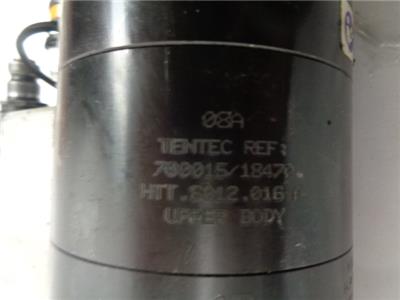 08A
TENTEC REF:
700015/18470.
UPPER BODY